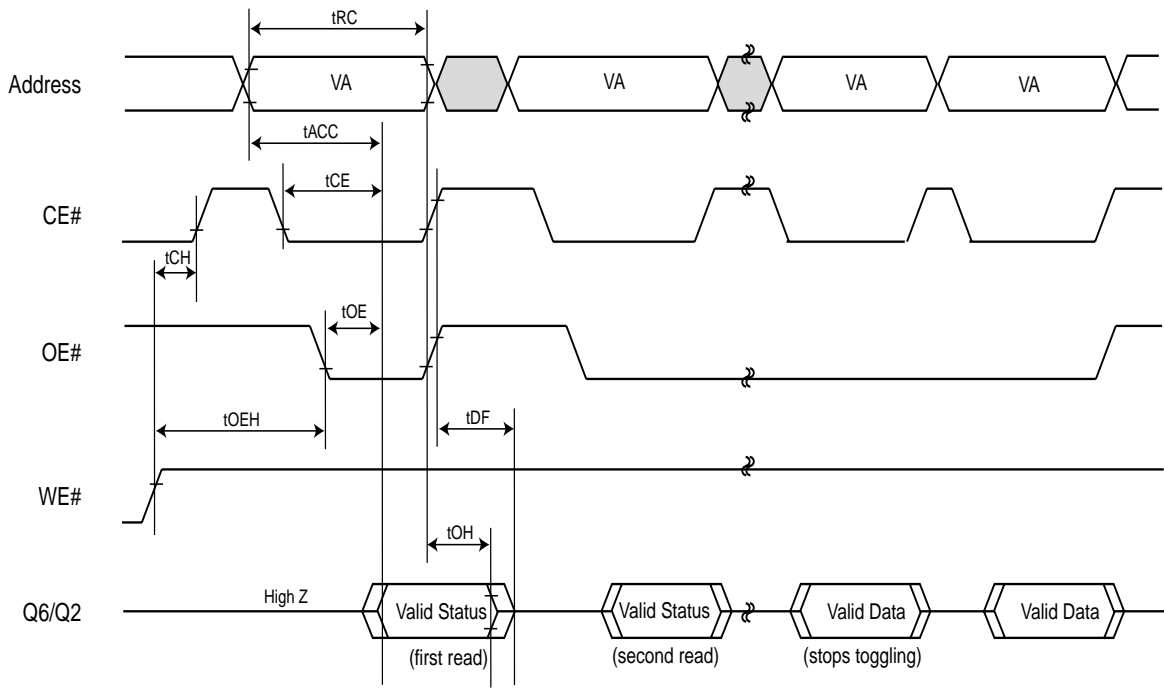 tRC
Address
VA
VA
VA
VA
tACC
tCE
CE#
tCH
tOE
OE#
tOEH
tDF
WE#
tOH
High Z
Q6/Q2
Valid Status
Valid Status
Valid Data
Valid Data
(first read)
(second read)
(stops toggling)